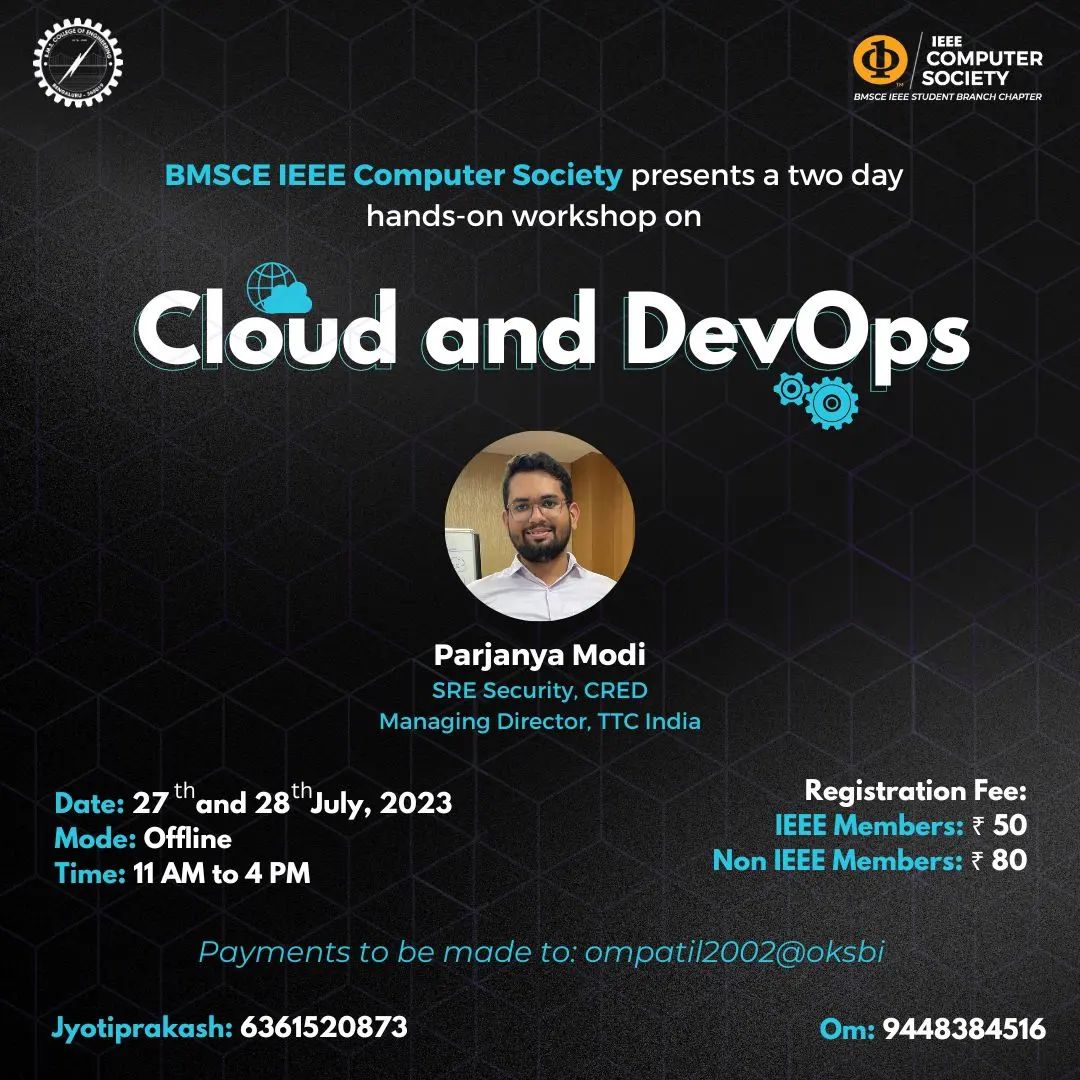 B.M.S. COLLEGE OF ENGINEERING
IEEE
COMPUTER
SOCIETY
BMSCE IEEE STUDENT BRANCH CHAPTER
BMSCE IEEE Computer Society presents a two day
hands-on workshop on
Cloud and DevOps
Parjanya Modi
SRE Security, CRED
Managing Director, TTC India
Date: 27th and 28th July, 2023
Mode: Offline
Time: 11 AM to 4 PM
Registration Fee:
IEEE Members: ₹ 50
Non IEEE Members: ₹ 80
Payments to be made to: ompatil2002@oksbi
Jyotiprakash: 6361520873
Om: 9448384516